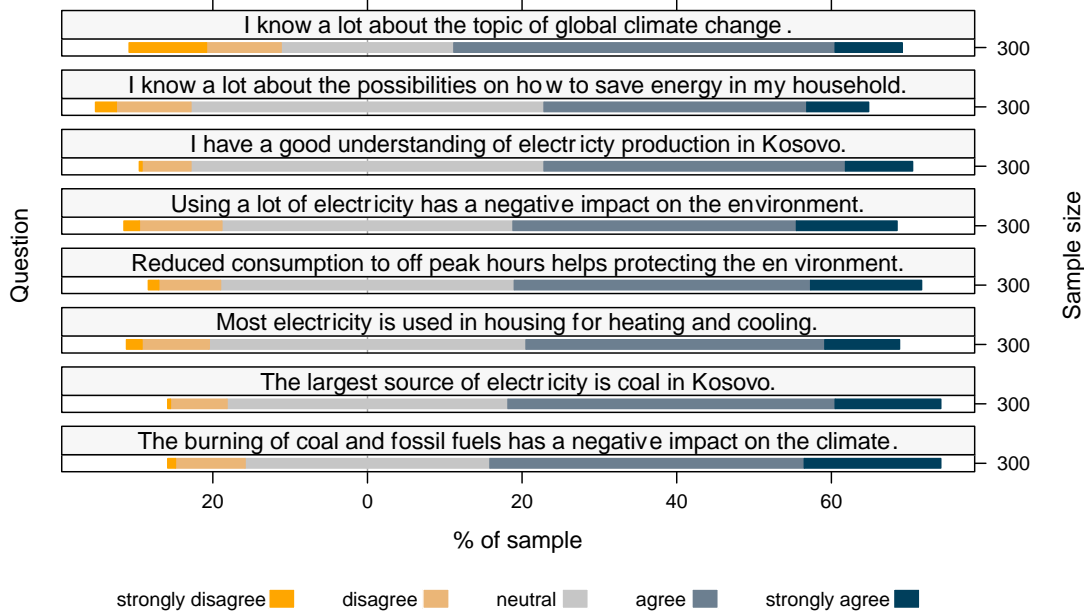 I know a lot about the topic of global climate change.
300
I know a lot about the possibilities on how to save energy in my household.
300
I have a good understanding of electricty production in Kosovo.
300
Using a lot of electricity has a negative impact on the environment.
300
Reduced consumption to off peak hours helps protecting the environment.
300
Most electricity is used in housing for heating and cooling.
300
The largest source of electricity is coal in Kosovo.
300
The burning of coal and fossil fuels has a negative impact on the climate.
300
Question
Sample size
20 0 20 40 60
% of sample
strongly disagree disagree neutral agree strongly agree